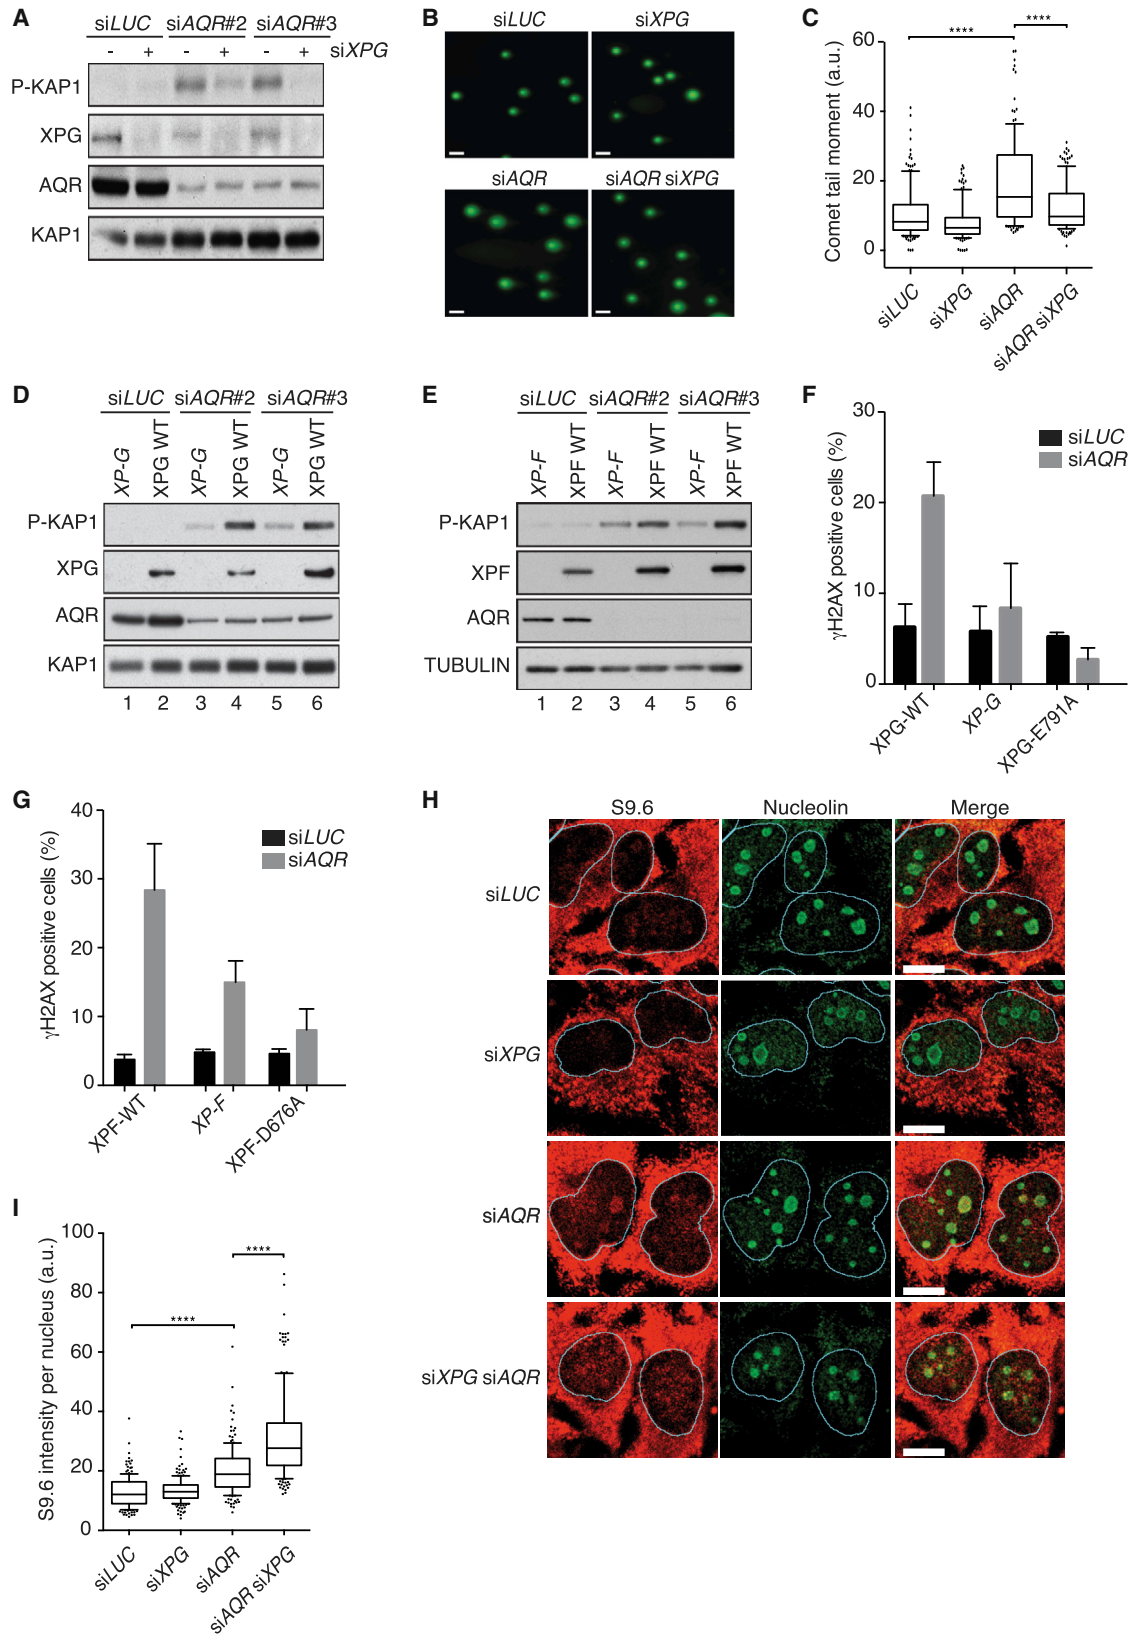 A
siLUC siAQR#2 siAQR#3
- + - + - + siXPG
P-KAP1
XPG
AQR
KAP1
B
siLUC siXPG
siAQR siAQR siXPG
C
Comet tail moment (a.u.)
60
40
20
0
**** ****
siLUC siXPG siAQR siAQR siXPG
D
siLUC siAQR#2 siAQR#3
XP-G XPG WT XP-G XPG WT XP-G XPG WT
P-KAP1
XPG
AQR
KAP1
1 2 3 4 5 6
E
siLUC siAQR#2 siAQR#3
XP-F XPF WT XP-F XPF WT XP-F XPF WT
P-KAP1
XPF
AQR
TUBULIN
1 2 3 4 5 6
F
γH2AX positive cells (%)
30
20
10
0
siLUC
siAQR
XPG-WT XP-G XPG-E791A
G
γH2AX positive cells (%)
40
30
20
10
0
siLUC
siAQR
XPF-WT XP-F XPF-D676A
H
S9.6 Nucleolin Merge
siLUC
siXPG
siAQR
siXPG siAQR
I
S9.6 intensity per nucleus (a.u.)
100
80
60
40
20
0
****
****
siLUC siXPG siAQR siAQR siXPG